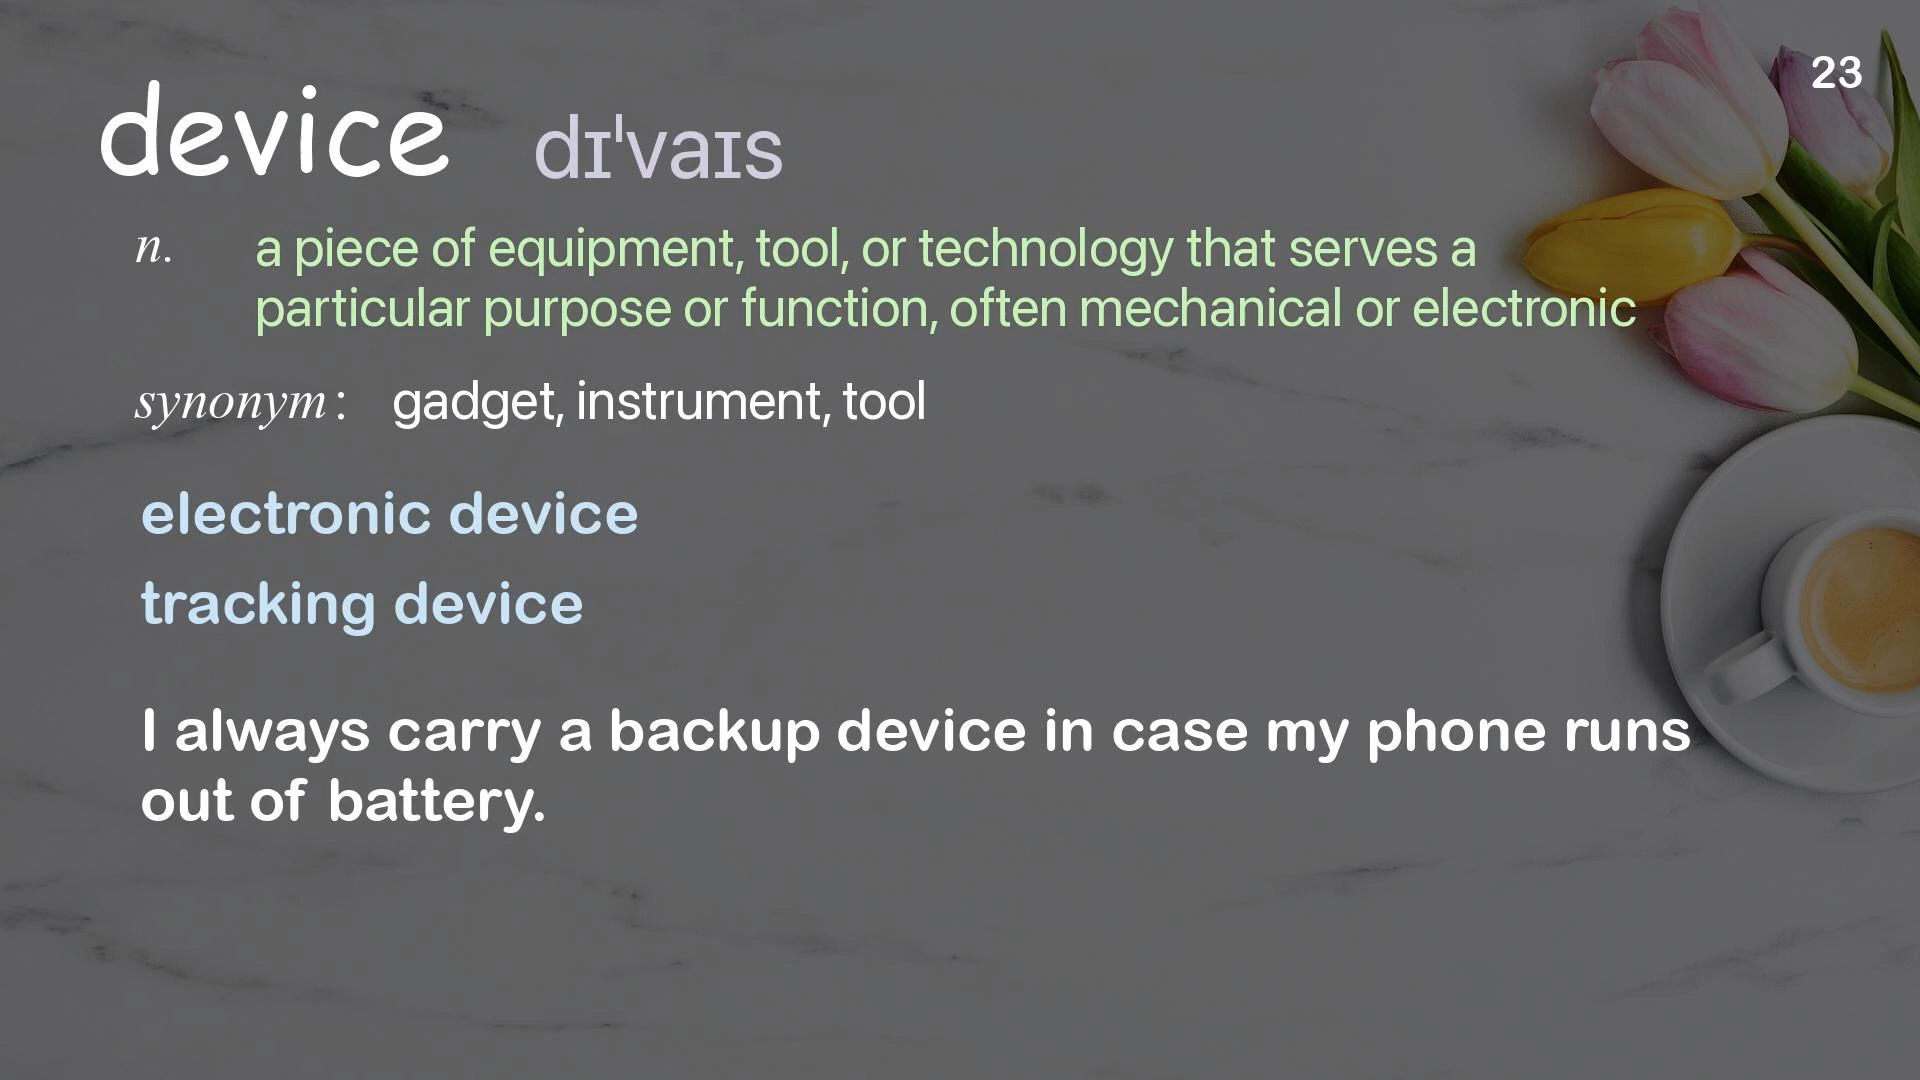 23
device dɪˈvaɪs
n. a piece of equipment, tool, or technology that serves a
particular purpose or function, often mechanical or electronic
synonym: gadget, instrument, tool
electronic device
tracking device
I always carry a backup device in case my phone runs
out of battery.